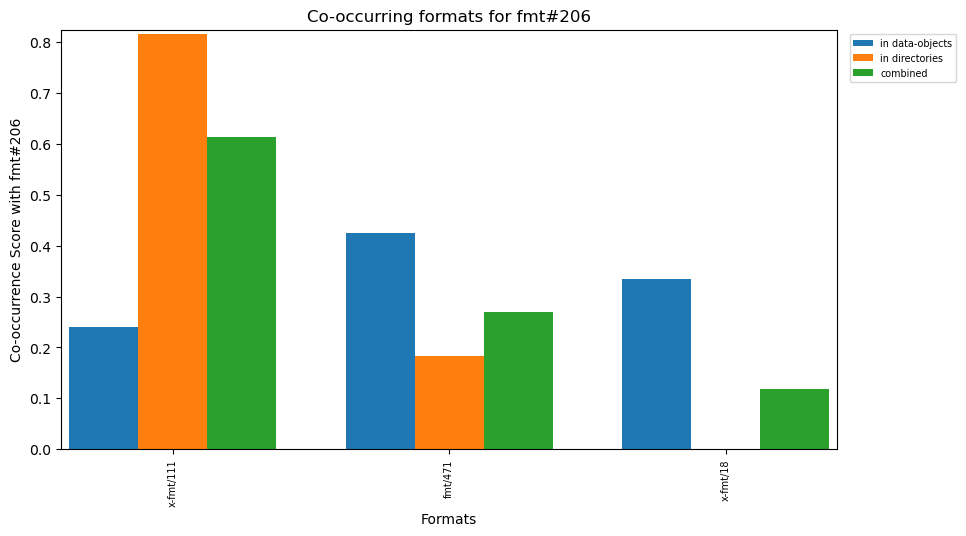 Co-occurring formats for fmt#206
in data-objects
in directories
combined
Co-occurrence Score with fmt#206
0.8
0.7
0.6
0.5
0.4
0.3
0.2
0.1
0.0
x-fmt/111
fmt/471
x-fmt/18
Formats